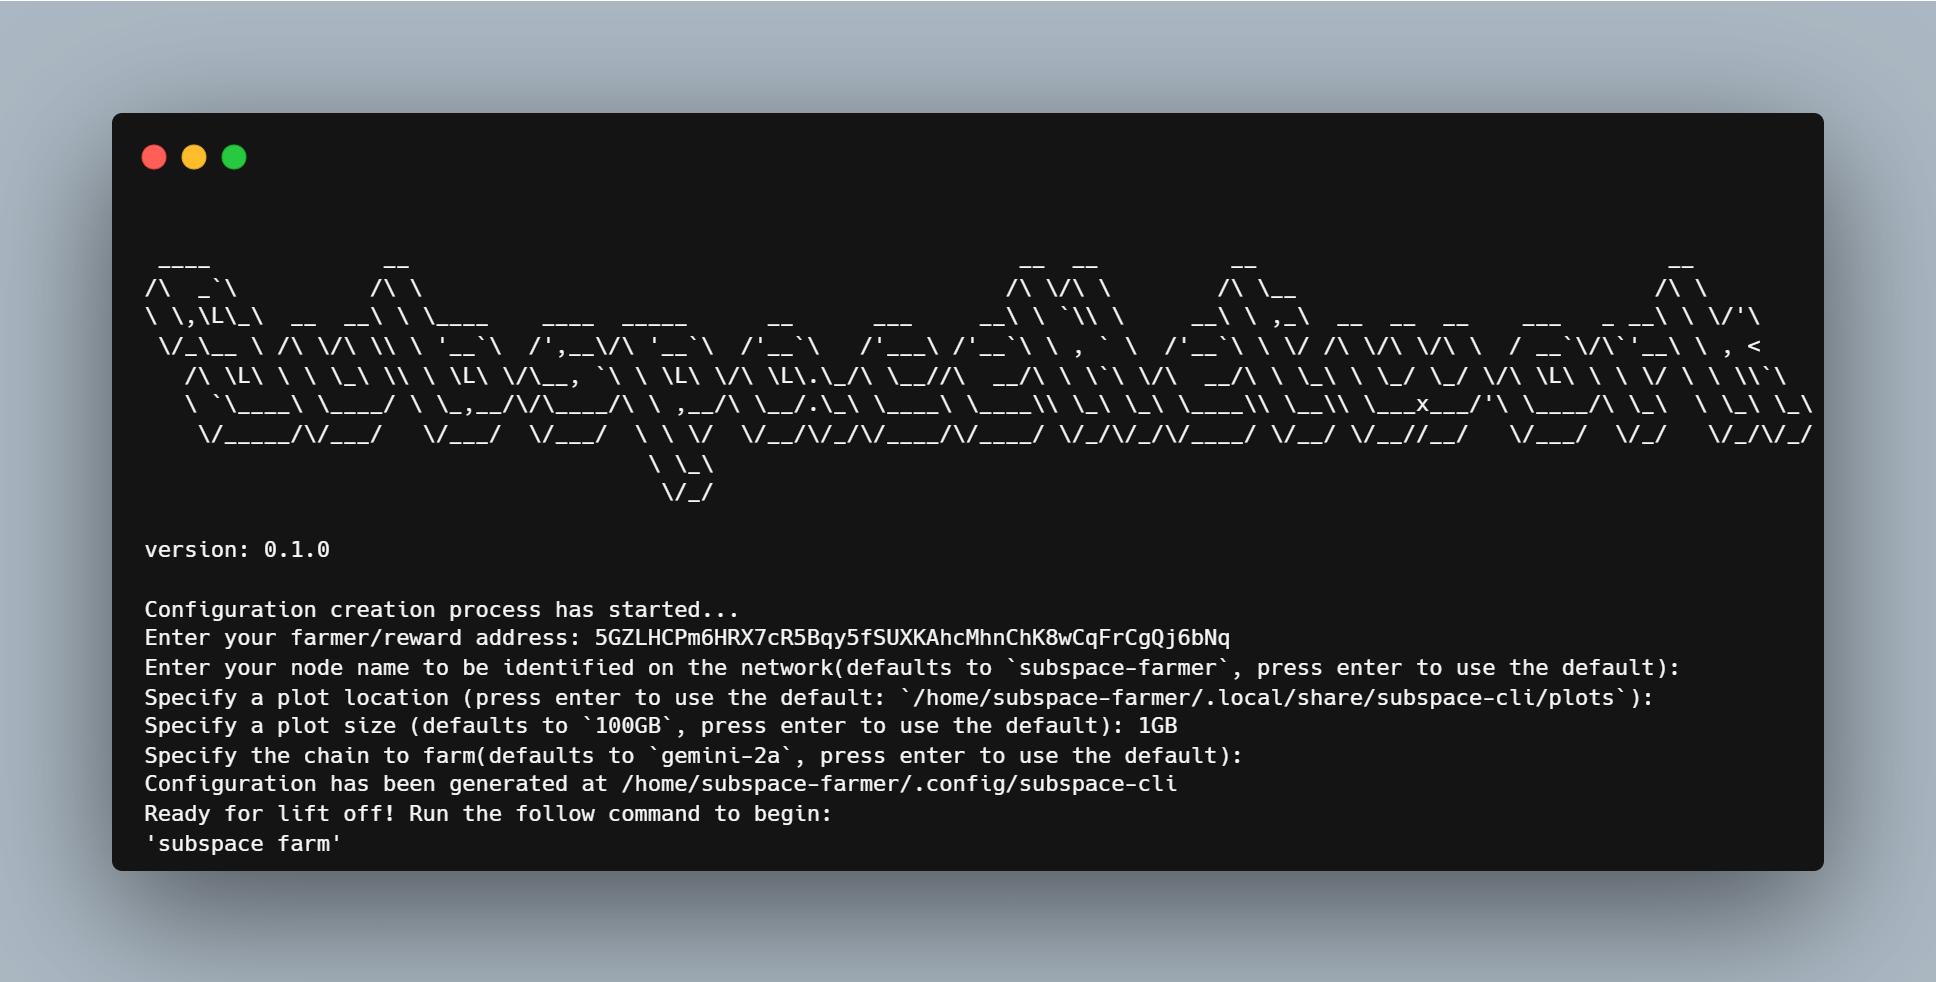 ____             __                                              __  __          __                               __
/\  _`\          /\ \                                            /\ \/\ \        /\ \__                           /\ \
\ \,\L\_\  __  __\ \ \____    ____  _____      __      ___     __\ \ `\\ \     __\ \ ,_\  __  __  __    ___   _ __\ \ \/'\
 \/_\__ \ /\ \/\ \\ \ '__`\  /',__\/\ '__`\  /'__`\   /'___\ /'__`\ \ , ` \  /'__`\ \ \/ /\ \/\ \/\ \  / __`\/\`'__\ \ , <
   /\ \L\ \ \ \_\ \\ \ \L\ \/\__, `\ \ \L\ \/\ \L\.\_/\ \__//\  __/\ \ \`\ \/\  __/\ \ \_\ \ \_/ \_/ \/\ \L\ \ \ \/ \ \ \\`\
   \ `\____\ \____/ \ \_,__/\/\____/\ \ ,__/\ \__/.\_\ \____\ \____\\ \_\ \_\ \____\\ \__\\ \___x___/'\ \____/\ \_\  \ \_\ \_\
    \/_____/\/___/   \/___/  \/___/  \ \ \/  \/__/\/_/\/____/\/____/ \/_/\/_/\/____/ \/__/ \/__//__/   \/___/  \/_/   \/_/\/_/
                                      \ \_\
                                       \/_/
version: 0.1.0
Configuration creation process has started...
Enter your farmer/reward address: 5GZLHCPm6HRX7cR5Bqy5fSUXKAhcMhnChK8wCqFrCgQj6bNq
Enter your node name to be identified on the network(defaults to `subspace-farmer`, press enter to use the default):
Specify a plot location (press enter to use the default: `/home/subspace-farmer/.local/share/subspace-cli/plots`):
Specify a plot size (defaults to `100GB`, press enter to use the default): 1GB
Specify the chain to farm(defaults to `gemini-2a`, press enter to use the default):
Configuration has been generated at /home/subspace-farmer/.config/subspace-cli
Ready for lift off! Run the follow command to begin:
'subspace farm'